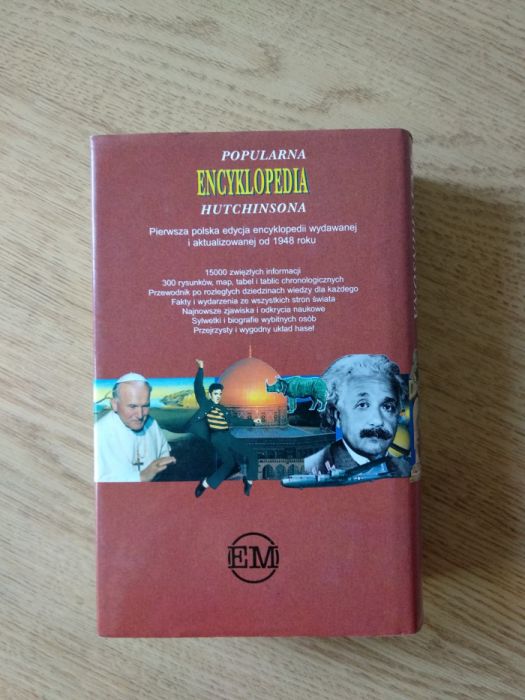 POPULARNA
ENCYKLOPEDIA
HUTCHINSONA
Pierwsza polska edycja encyklopedii wydawanej
i aktualizowanej od 1948 roku
15000 zwięzłych informacji
300 rysunków, map, tabel i tablic chronologicznych
Przewodnik po rozległych dziedzinach wiedzy dla każdego
Fakty i wydarzenia ze wszystkich stron świata
Najnowsze zjawiska i odkrycia naukowe
Sylwetki i biografie wybitnych osób
Przejrzysty i wygodny układ haseł
EM